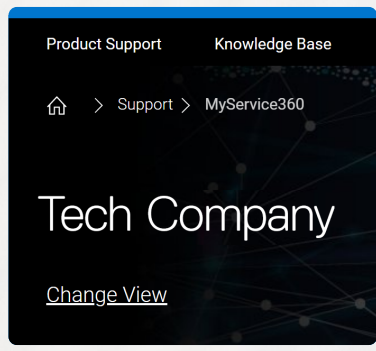 Product Support Knowledge Base
Support > MyService360
Tech Company
Change View